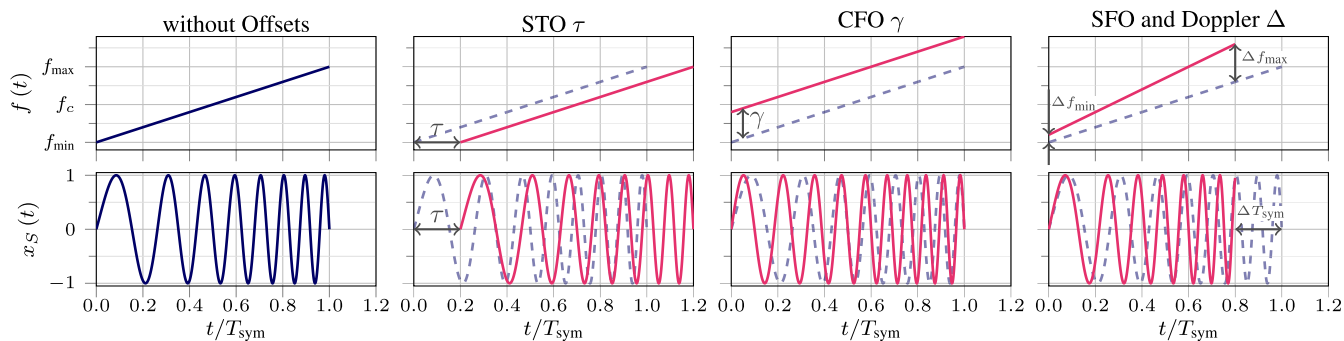 without Offsets
STO τ
CFO γ
SFO and Doppler Δ
f (t)
f_max
f_c
f_min
τ
γ
Δf_min
Δf_max
x_S (t)
1
0
−1
τ
ΔT_sym
0.0 0.2 0.4 0.6 0.8 1.0 1.2
0.0 0.2 0.4 0.6 0.8 1.0 1.2
0.0 0.2 0.4 0.6 0.8 1.0 1.2
0.0 0.2 0.4 0.6 0.8 1.0 1.2
t/T_sym
t/T_sym
t/T_sym
t/T_sym